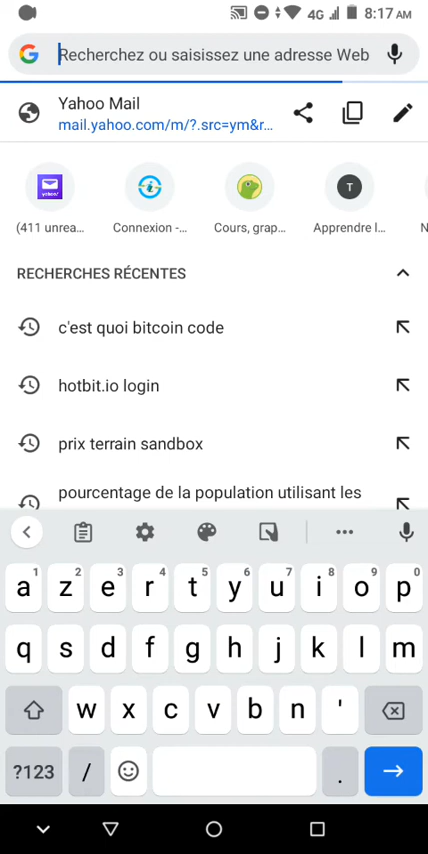 4G 8:17 AM
Recherchez ou saisissez une adresse Web
Yahoo Mail
mail.yahoo.com/m/?.src=ym&r...
yahoo!
T
(411 unrea... Connexion -... Cours, grap... Apprendre l... N
RECHERCHES RÉCENTES
c'est quoi bitcoin code
hotbit.io login
prix terrain sandbox
pourcentage de la population utilisant les
a 1 z 2 e 3 r 4 t 5 y 6 u 7 i 8 o 9 p 0
q s d f g h j k l m
w x c v b n '
?123 / .